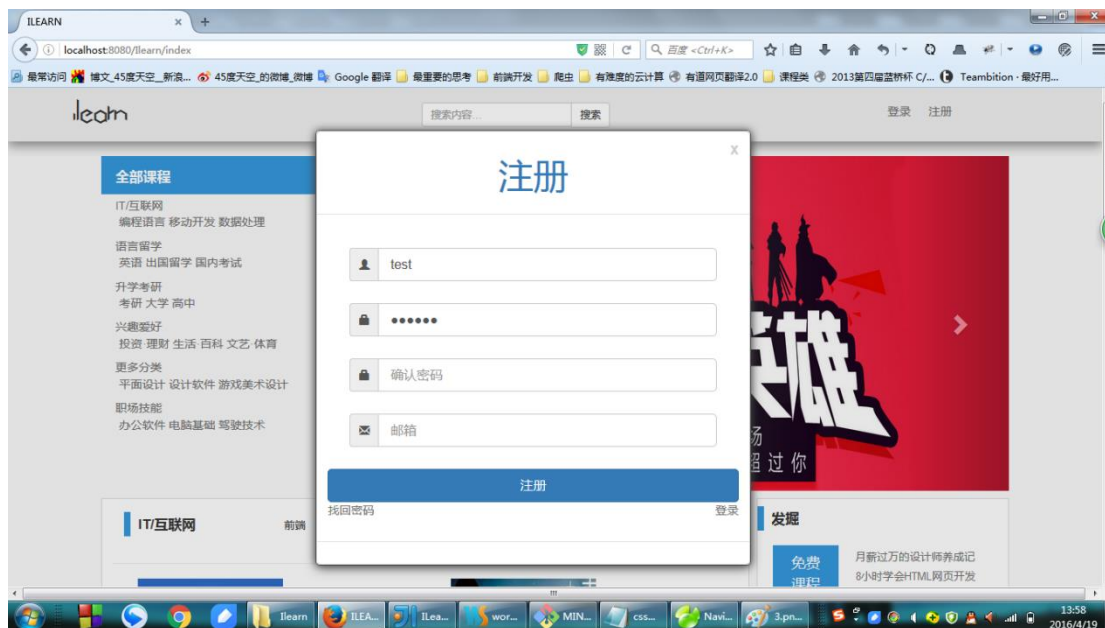 ILEARN
localhost:8080/Ilearn/index
百度 <Ctrl+K>
最常访问 博文_45度天空__新浪... 45度天空_的微博_微博 Google 翻译 最重要的思考 前端开发 爬虫 有难度的云计算 有道网页翻译2.0 课程类 2013第四届蓝桥杯 C/... Teambition · 最好用...
ilearn
搜索内容... 搜索
登录 注册
x
注册
全部课程
IT/互联网
编程语言 移动开发 数据处理
语言留学
英语 出国留学 国内考试
升学考研
考研 大学 高中
兴趣爱好
投资·理财 生活·百科 文艺·体育
更多分类
平面设计 设计软件 游戏美术设计
职场技能
办公软件 电脑基础 驾驶技术
test
••••••
确认密码
邮箱
注册
找回密码 登录
英雄
场
超过你
IT/互联网 前端
发掘
免费
课程
月薪过万的设计师养成记
8小时学会HTML网页开发
Ilearn ILEA... ILea... wor... MIN... css... Navi... 3.pn...
13:58
2016/4/19